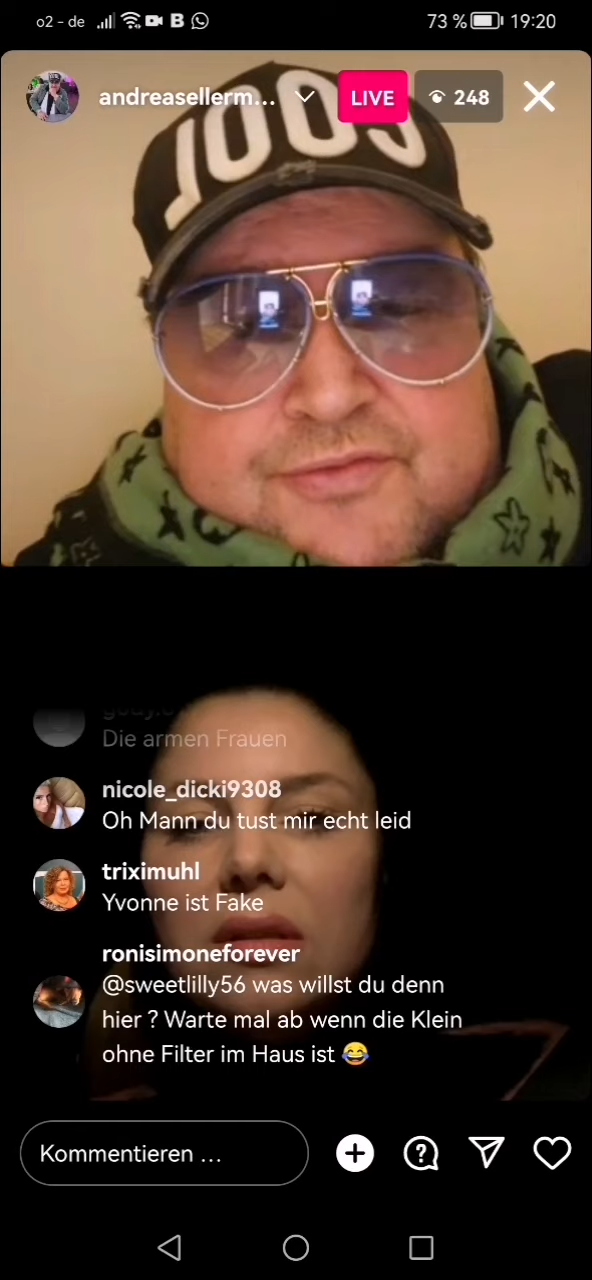 o2 - de
73 %
19:20
andreasellerm...
LIVE
248
COOL
Die armen Frauen
nicole_dicki9308
Oh Mann du tust mir echt leid
triximuhl
Yvonne ist Fake
ronisimoneforever
@sweetlilly56 was willst du denn
hier ? Warte mal ab wenn die Klein
ohne Filter im Haus ist 😂
Kommentieren ...